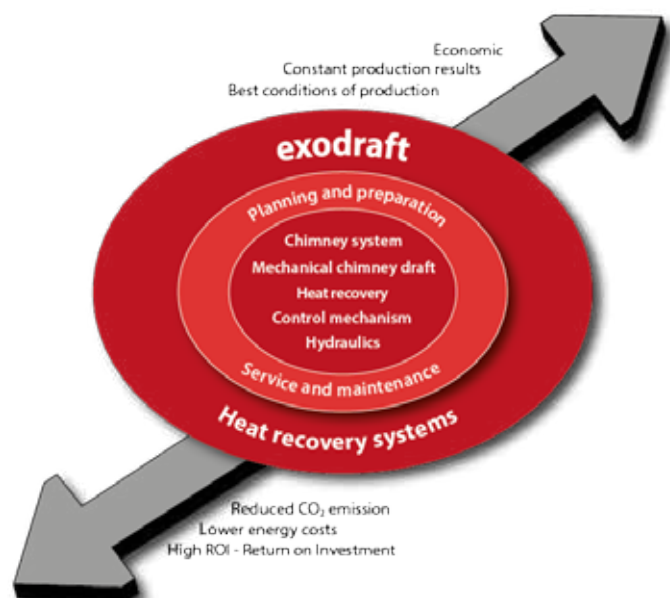 Economic
Constant production results
Best conditions of production
exodraft
Planning and preparation
Chimney system
Mechanical chimney draft
Heat recovery
Control mechanism
Hydraulics
Service and maintenance
Heat recovery systems
Reduced CO₂ emission
Lower energy costs
High ROI - Return on Investment